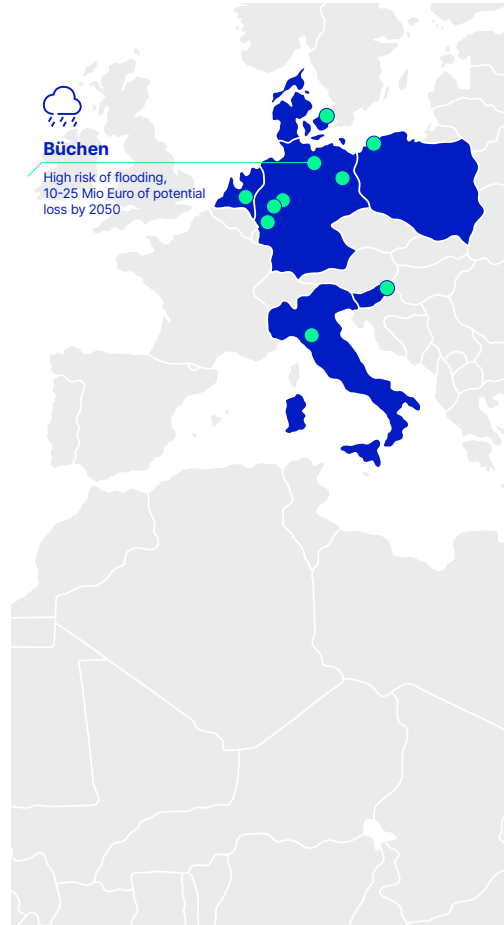 Büchen
High risk of flooding,
10-25 Mio Euro of potential
loss by 2050